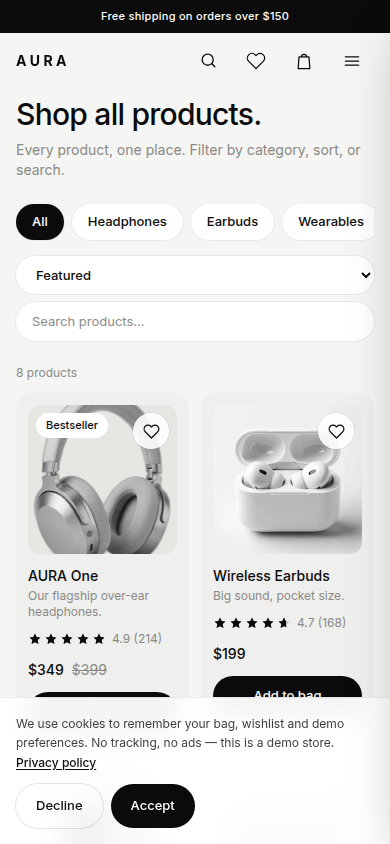 Free shipping on orders over $150
AURA
Shop all products.
Every product, one place. Filter by category, sort, or
search.
All
Headphones
Earbuds
Wearables
Featured
Search products...
8 products
Bestseller
AURA One
Our flagship over-ear
headphones.
4.9 (214)
$349 $399
Wireless Earbuds
Big sound, pocket size.
4.7 (168)
$199
Add to bag
We use cookies to remember your bag, wishlist and demo
preferences. No tracking, no ads — this is a demo store.
Privacy policy
Decline
Accept